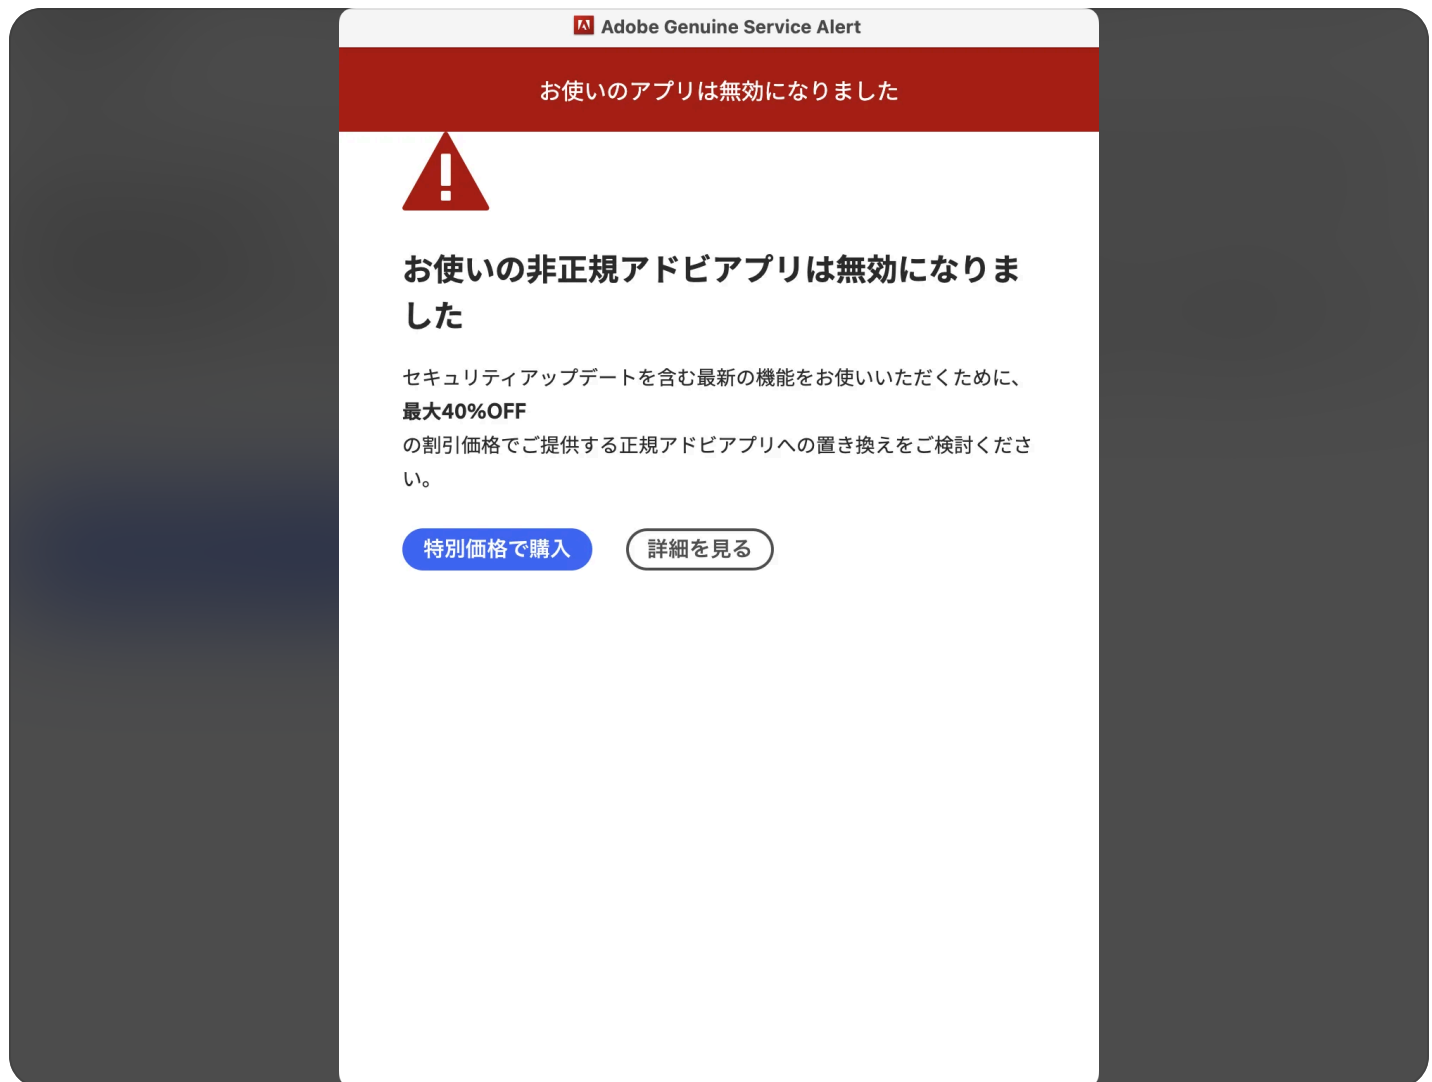 Adobe Genuine Service Alert
お使いのアプリは無効になりました
お使いの非正規アドビアプリは無効になりま
した
セキュリティアップデートを含む最新の機能をお使いいただくために、
最大40%OFF
の割引価格でご提供する正規アドビアプリへの置き換えをご検討くださ
い。
特別価格で購入
詳細を見る